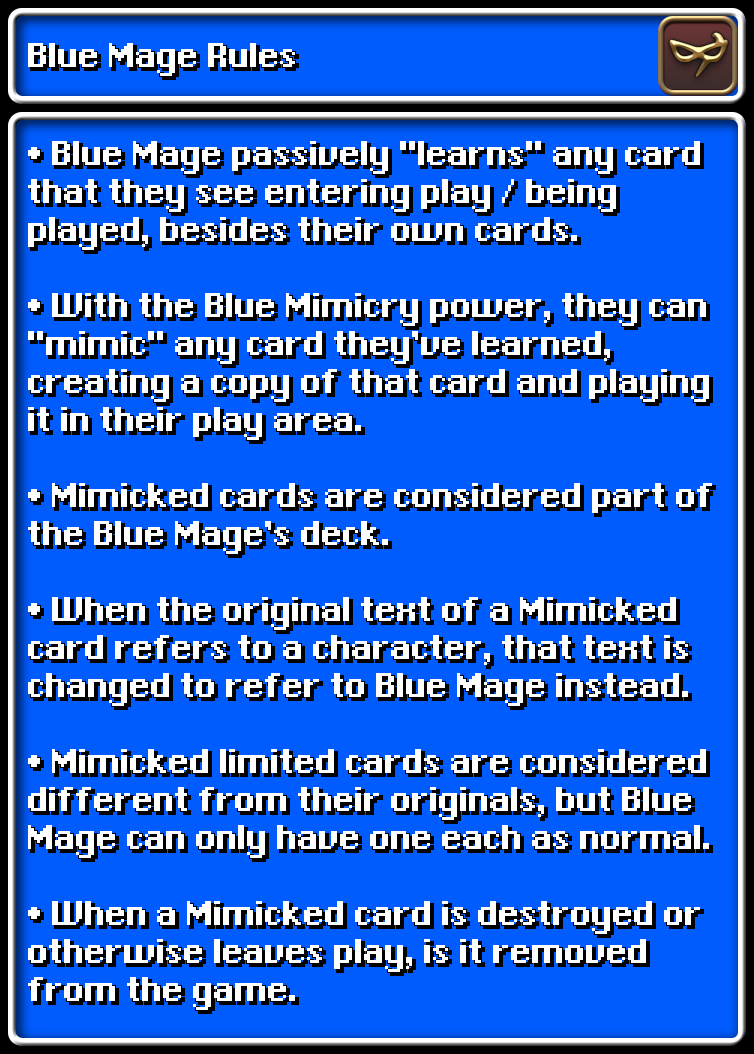 Blue Mage Rules
• Blue Mage passively "learns" any card
that they see entering play / being
played, besides their own cards.
• With the Blue Mimicry power, they can
"mimic" any card they've learned,
creating a copy of that card and playing
it in their play area.
• Mimicked cards are considered part of
the Blue Mage's deck.
• When the original text of a Mimicked
card refers to a character, that text is
changed to refer to Blue Mage instead.
• Mimicked limited cards are considered
different from their originals, but Blue
Mage can only have one each as normal.
• When a Mimicked card is destroyed or
otherwise leaves play, is it removed
from the game.